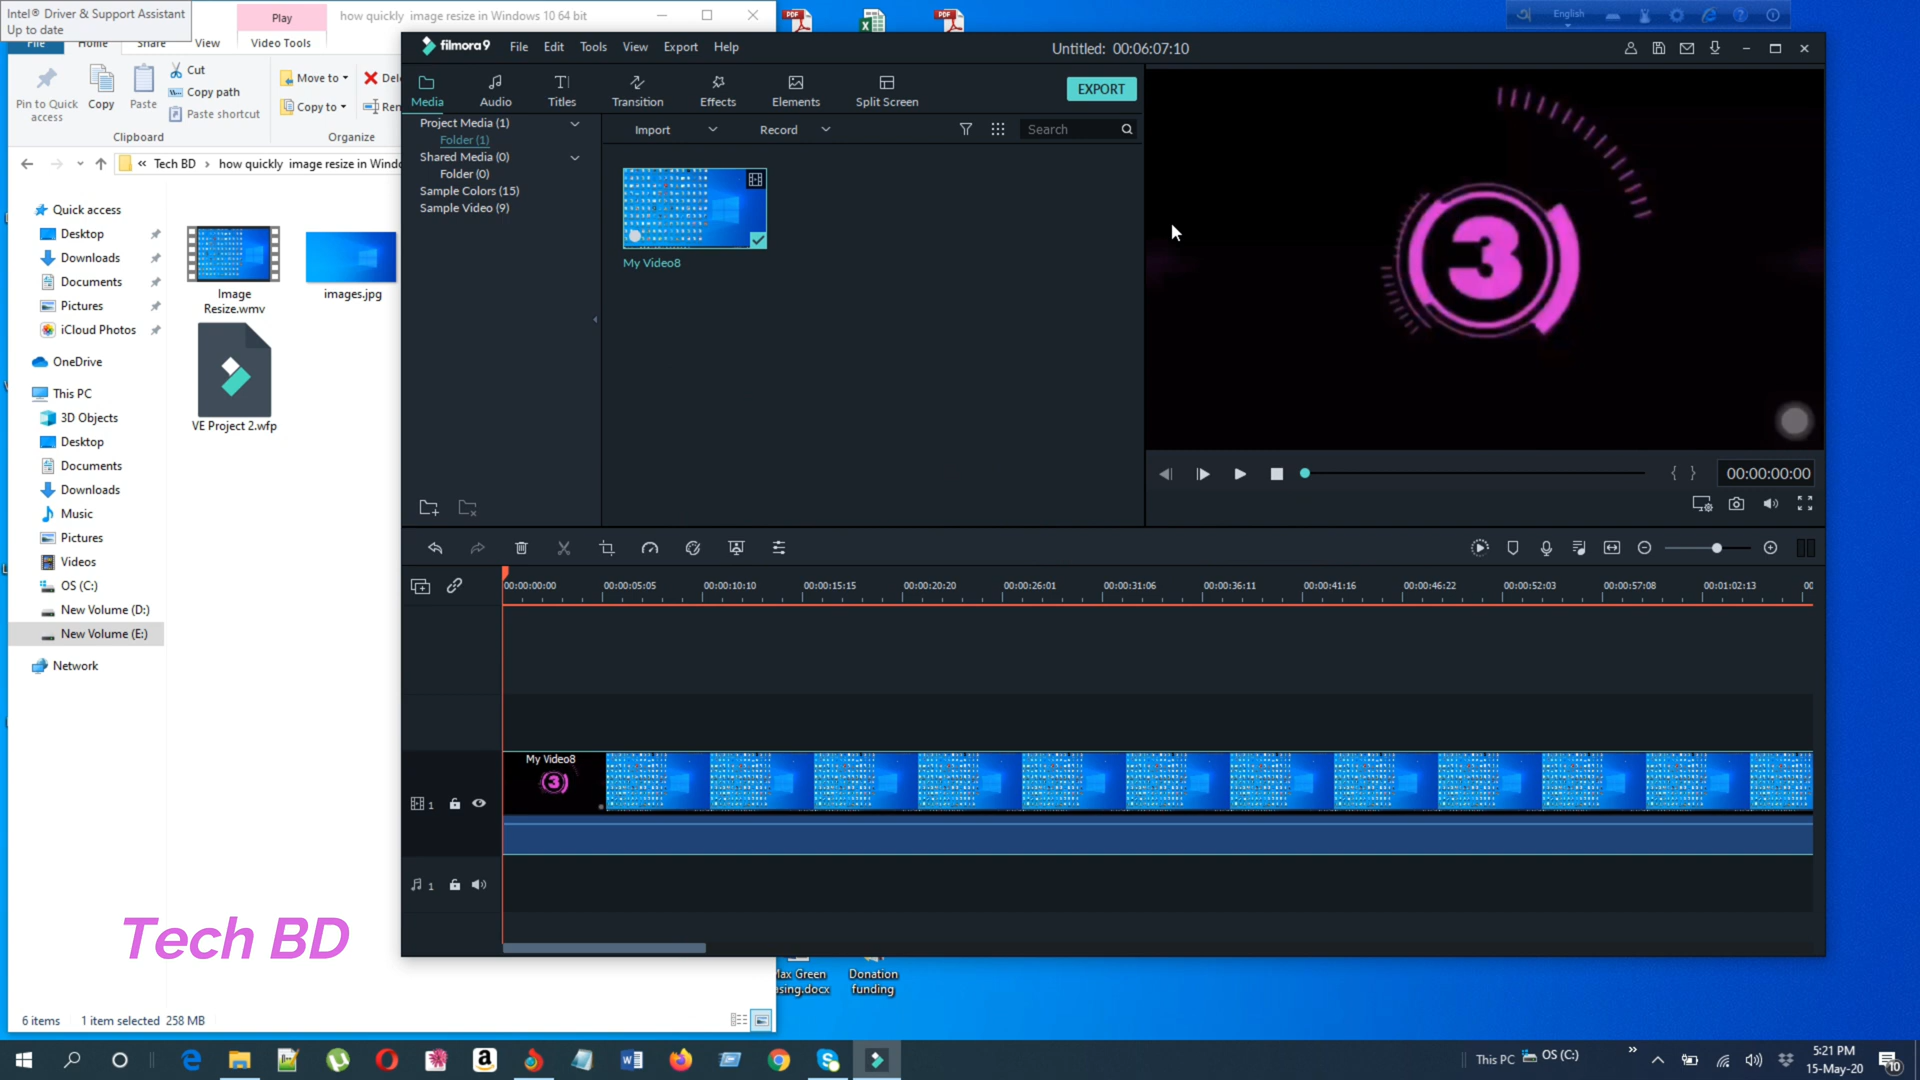 Intel® Driver & Support Assistant
Up to date
Play
how quickly image resize in Windows 10 64 bit
File
Home
Share
View
Video Tools
Pin to Quick access
Copy
Paste
Cut
Copy path
Paste shortcut
Move to
Copy to
Clipboard
Organize
« Tech BD > how quickly image resize in
Quick access
Desktop
Downloads
Documents
Pictures
iCloud Photos
OneDrive
This PC
3D Objects
Desktop
Documents
Downloads
Music
Pictures
Videos
OS (C:)
New Volume (D:)
New Volume (E:)
Network
Image
Resize.wmv
images.jpg
VE Project 2.wfp
Tech BD
6 items 1 item selected 258 MB
English
filmora9
File Edit Tools View Export Help
Untitled: 00:06:07:10
Media
Audio
Titles
Transition
Effects
Elements
Split Screen
EXPORT
Project Media (1)
Folder (1)
Shared Media (0)
Folder (0)
Sample Colors (15)
Sample Video (9)
Import
Record
Search
My Video8
3
00:00:00:00
00:00:00:00 00:00:05:05 00:00:10:10 00:00:15:15 00:00:20:20 00:00:26:01 00:00:31:06 00:00:36:11 00:00:41:16 00:00:46:22 00:00:52:03 00:00:57:08 00:01:02:13
My Video8
3
1
1
Max Green
Donation
funding
This PC OS (C:)
5:21 PM
15-May-20
10